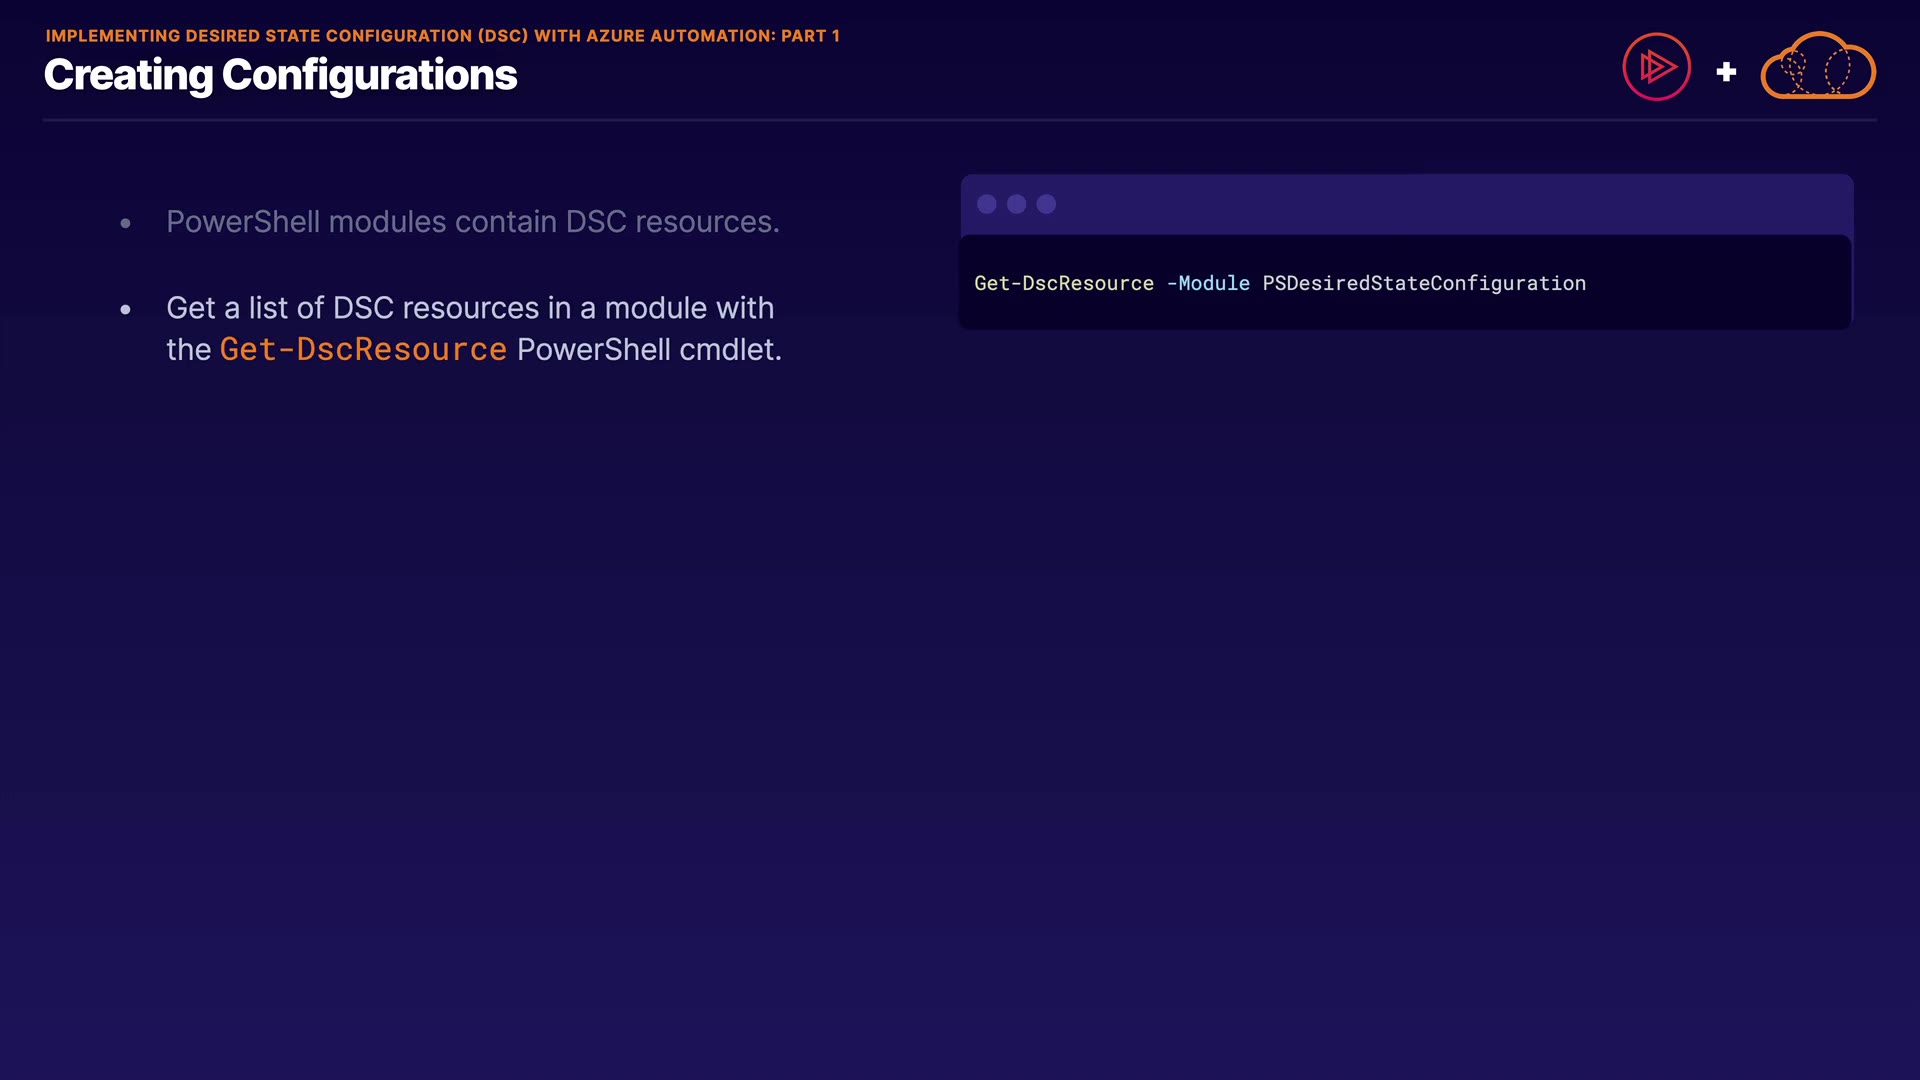 IMPLEMENTING DESIRED STATE CONFIGURATION (DSC) WITH AZURE AUTOMATION: PART 1
Creating Configurations
• PowerShell modules contain DSC resources.
• Get a list of DSC resources in a module with
the Get-DscResource PowerShell cmdlet.
Get-DscResource -Module PSDesiredStateConfiguration